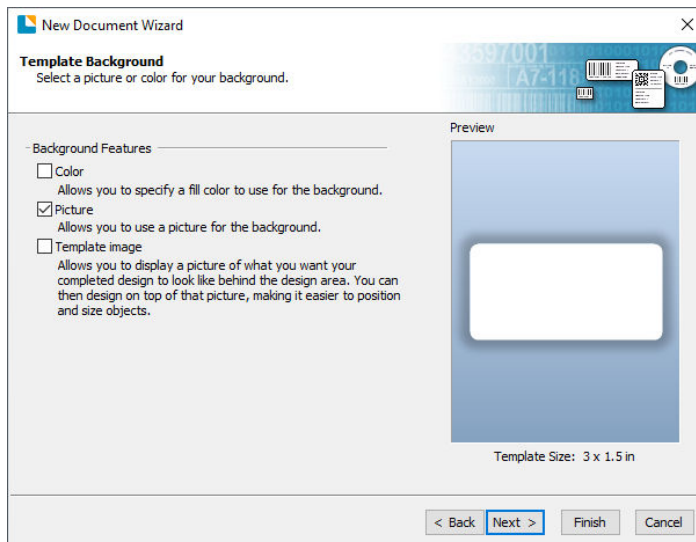 New Document Wizard
Template Background
Select a picture or color for your background.
3597001
A7-118
Preview
Background Features
Color
Allows you to specify a fill color to use for the background.
Picture
Allows you to use a picture for the background.
Template image
Allows you to display a picture of what you want your
completed design to look like behind the design area. You can
then design on top of that picture, making it easier to position
and size objects.
Template Size: 3 x 1.5 in
< Back
Next >
Finish
Cancel